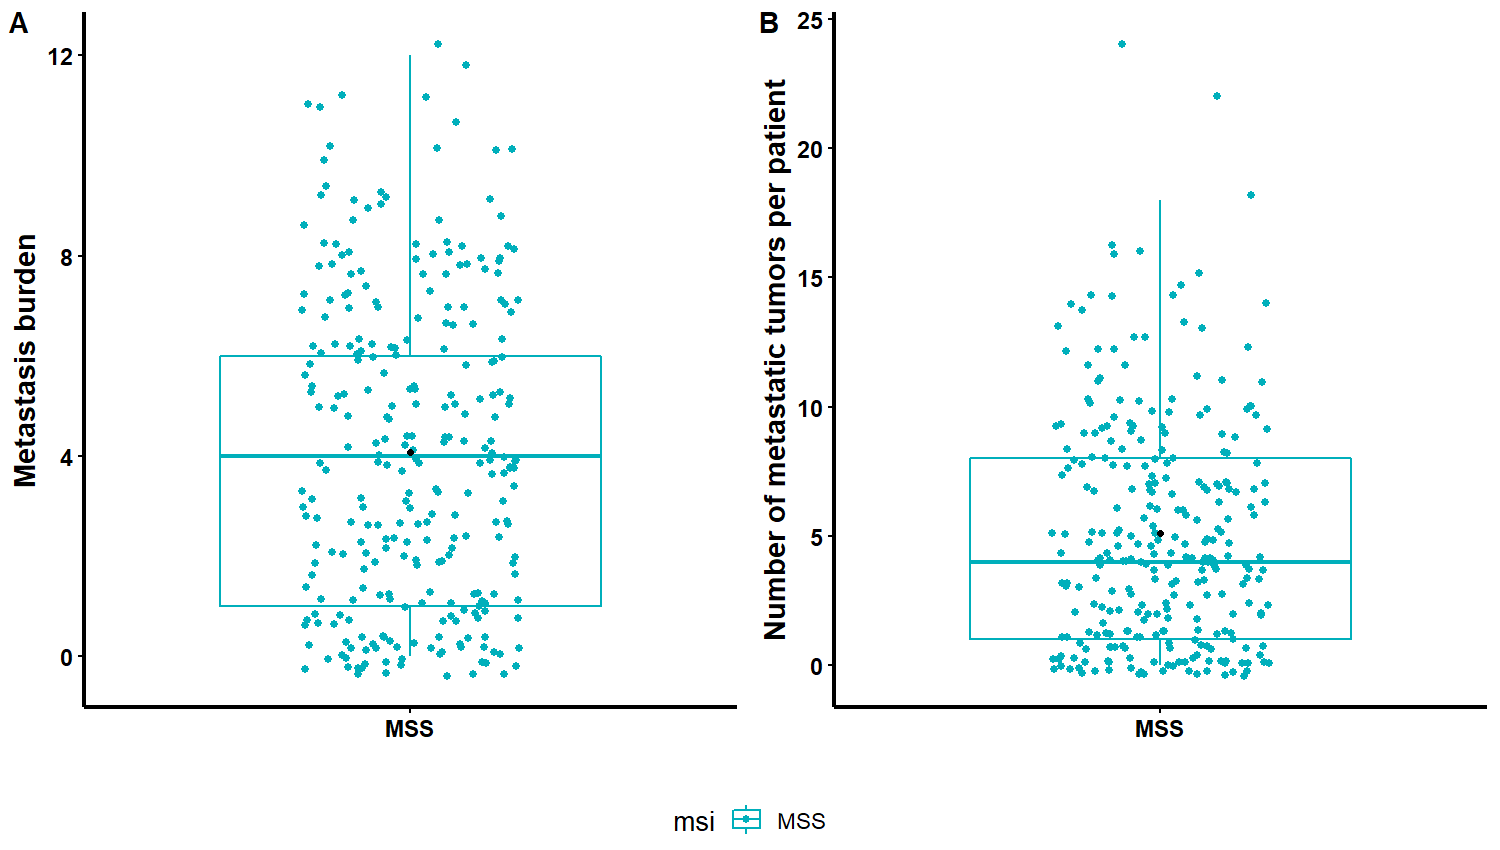 A
Metastasis burden
12
8
4
0
MSS
B
Number of metastatic tumors per patient
25
20
15
10
5
0
MSS
msi
MSS